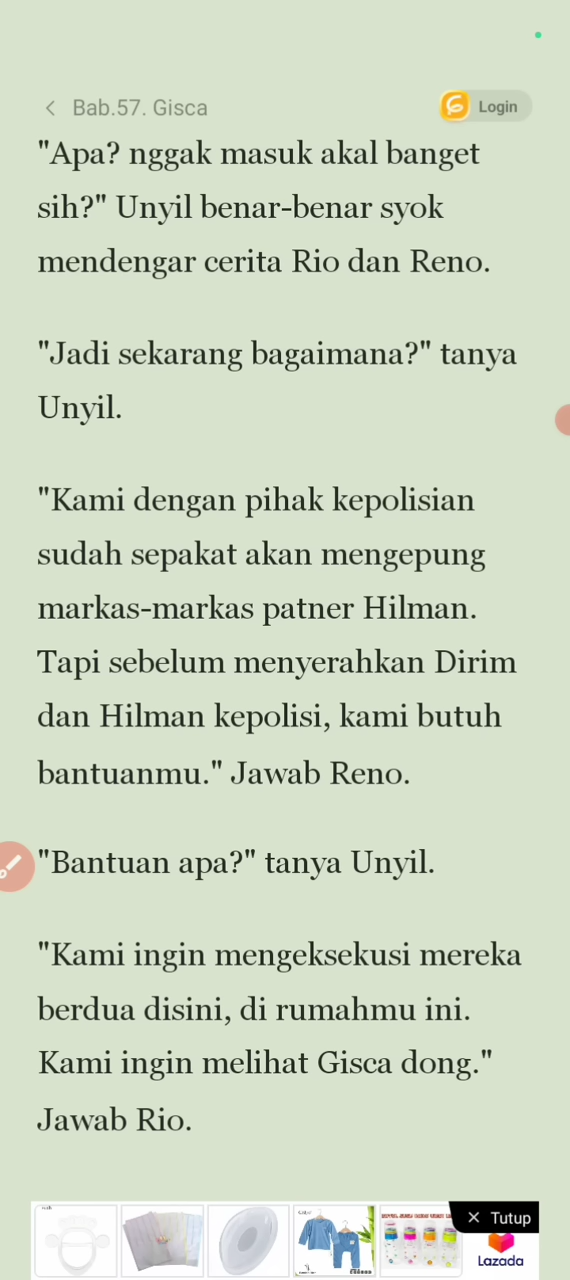 Bab.57. Gisca
Login
"Apa? nggak masuk akal banget
sih?" Unyil benar-benar syok
mendengar cerita Rio dan Reno.
"Jadi sekarang bagaimana?" tanya
Unyil.
"Kami dengan pihak kepolisian
sudah sepakat akan mengepung
markas-markas patner Hilman.
Tapi sebelum menyerahkan Dirim
dan Hilman kepolisi, kami butuh
bantuanmu." Jawab Reno.
"Bantuan apa?" tanya Unyil.
"Kami ingin mengeksekusi mereka
berdua disini, di rumahmu ini.
Kami ingin melihat Gisca dong."
Jawab Rio.
Tutup
Lazada